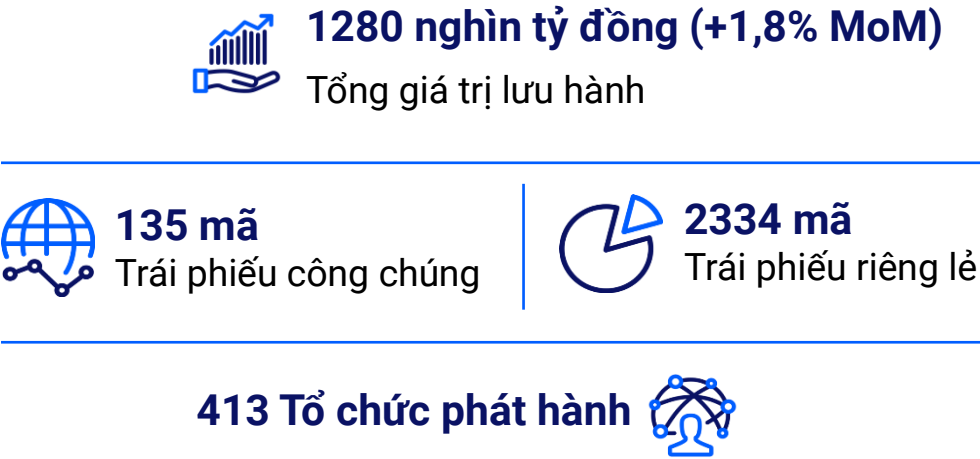 1280 nghìn tỷ đồng (+1,8% MoM)
Tổng giá trị lưu hành
135 mã
Trái phiếu công chúng
2334 mã
Trái phiếu riêng lẻ
413 Tổ chức phát hành